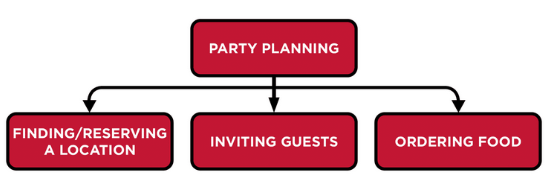 PARTY PLANNING
FINDING/RESERVING
A LOCATION
INVITING GUESTS
ORDERING FOOD